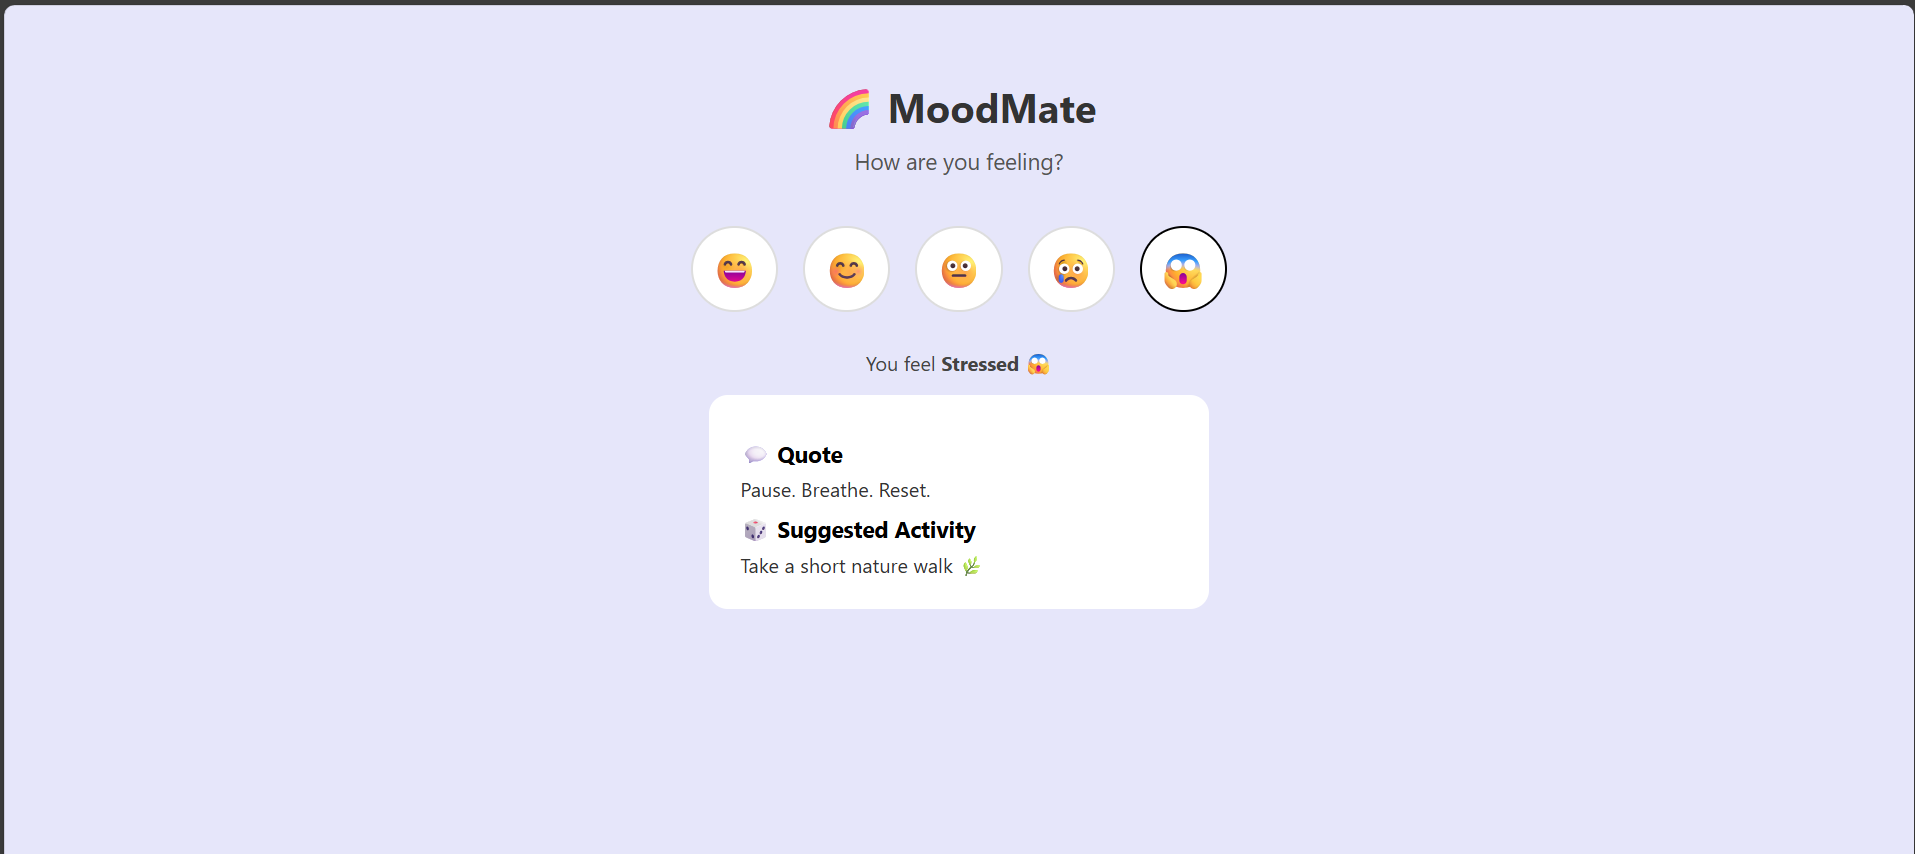 🌈 MoodMate
How are you feeling?
😄 😊 😐 😢 😱
You feel Stressed 😱
💬 Quote
Pause. Breathe. Reset.
🎲 Suggested Activity
Take a short nature walk 🌿